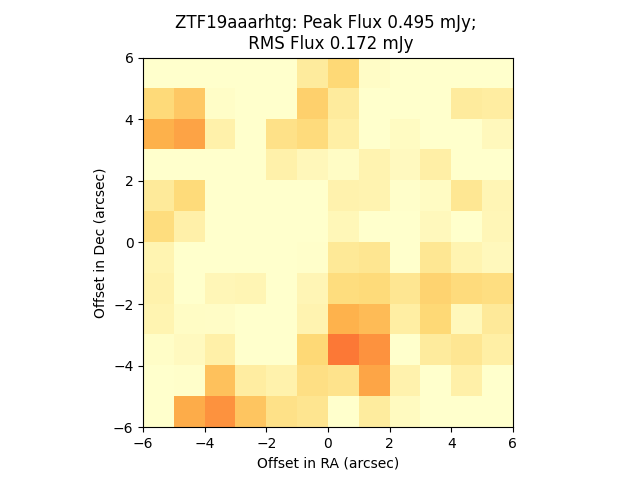 ZTF19aaarhtg: Peak Flux 0.495 mJy;
RMS Flux 0.172 mJy
6
4
2
0
−2
−4
−6
Offset in Dec (arcsec)
−6 −4 −2 0 2 4 6
Offset in RA (arcsec)